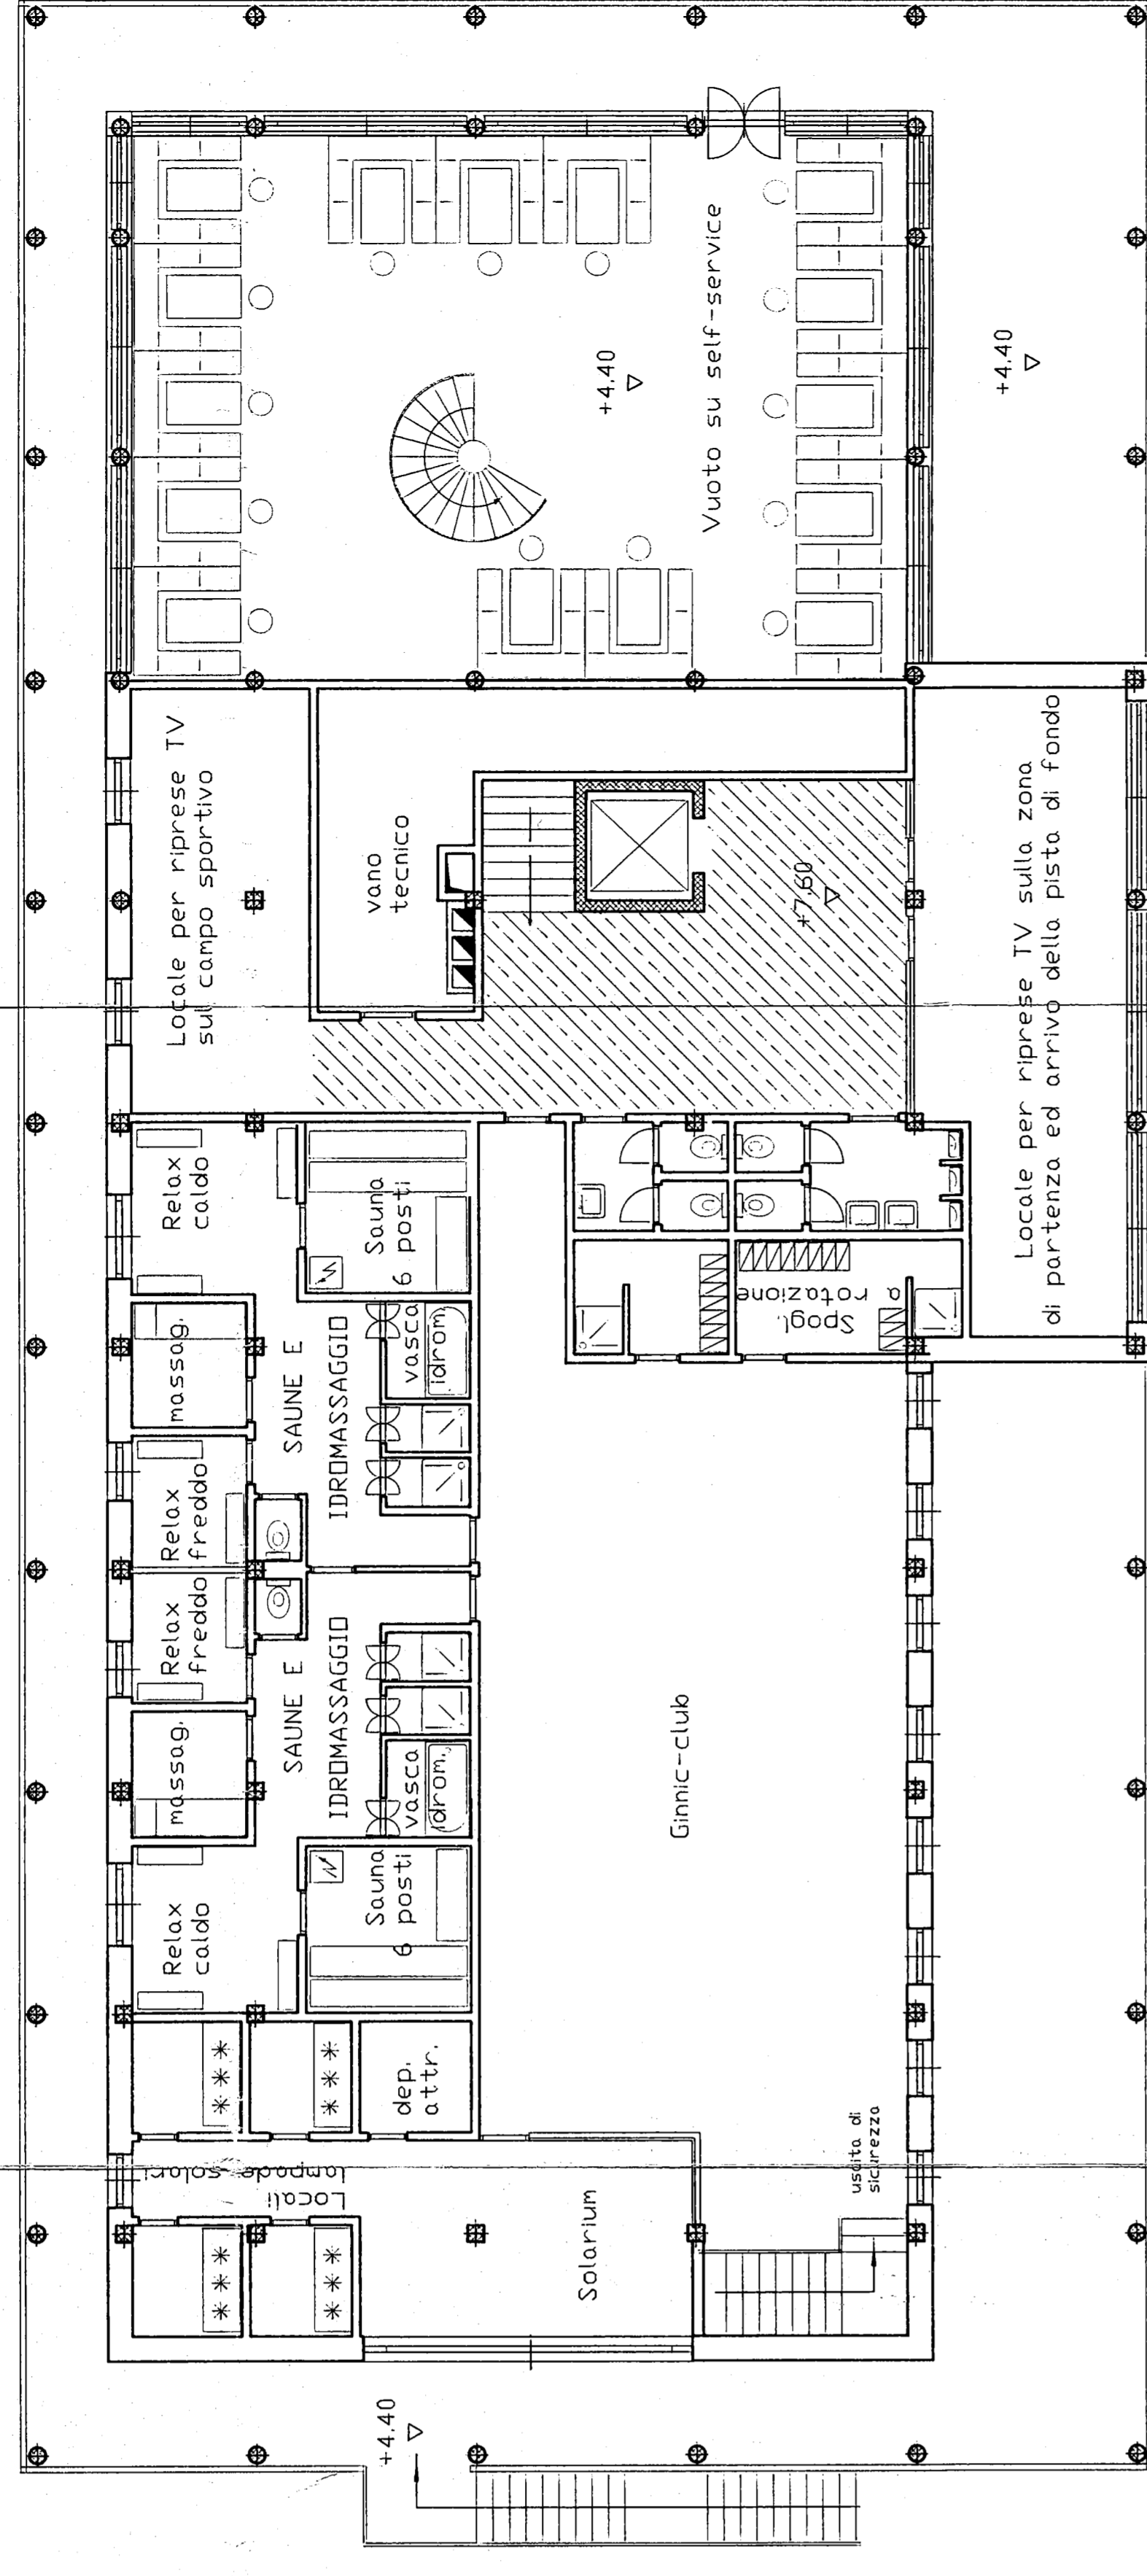 Locale per riprese TV
sul campo sportivo
vano
tecnico
+4.40
Vuoto su self-service
+4.40
+7.60
Locale per riprese TV sulla zona
di partenza ed arrivo della pista di fondo
Relax
caldo
Sauna
6 posti
massag.
SAUNE E
IDROMASSAGGIO
vasca
idrom.
Relax
freddo
Spogl.
a
rotazione
Relax
freddo
SAUNE E
IDROMASSAGGIO
massag.
vasca
idrom.
Relax
caldo
Sauna
6 posti
Ginnic-club
dep.
attr.
Locali
lampade solari
Solarium
uscita di
sicurezza
+4.40